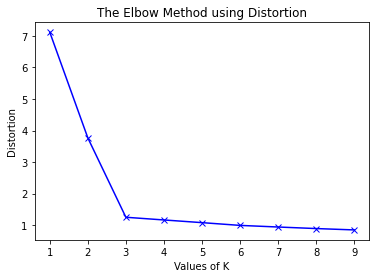 The Elbow Method using Distortion
7
6
5
4
3
2
1
Distortion
1 2 3 4 5 6 7 8 9
Values of K